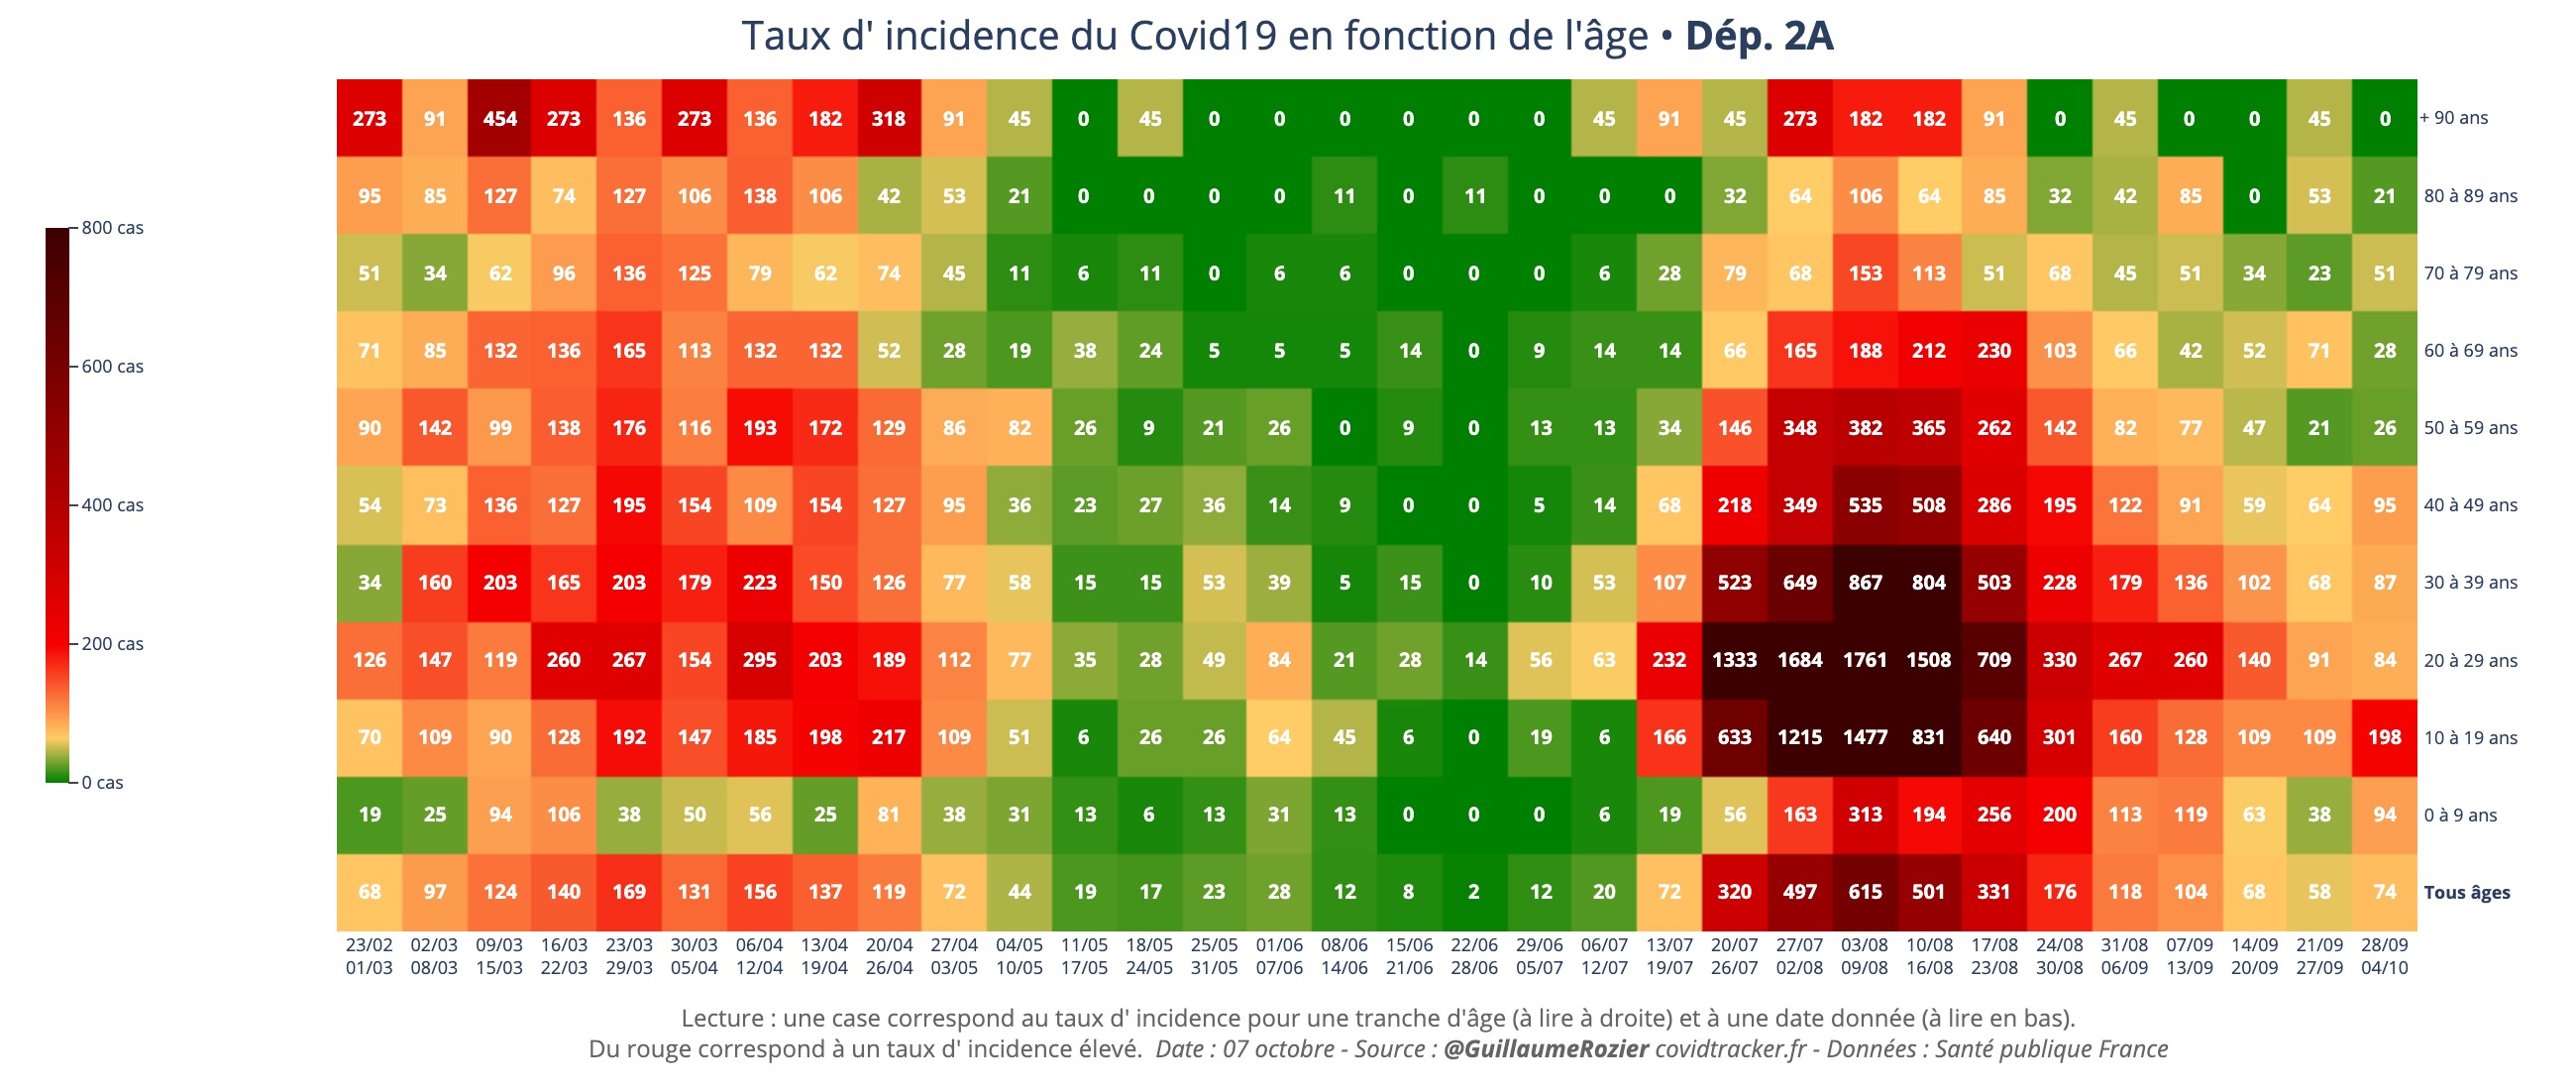 Taux d' incidence du Covid19 en fonction de l'âge • Dép. 2A
273 91 454 273 136 273 136 182 318 91 45 0 45 0 0 0 0 0 0 45 91 45 273 182 182 91 0 45 0 0 45 0 + 90 ans
95 85 127 74 127 106 138 106 42 53 21 0 0 0 0 11 0 11 0 0 0 32 64 106 64 85 32 42 85 0 53 21 80 à 89 ans
800 cas
51 34 62 96 136 125 79 62 74 45 11 6 11 0 6 6 0 0 0 6 28 79 68 153 113 51 68 45 51 34 23 51 70 à 79 ans
71 85 132 136 165 113 132 132 52 28 19 38 24 5 5 5 14 0 9 14 14 66 165 188 212 230 103 66 42 52 71 28 60 à 69 ans
600 cas
90 142 99 138 176 116 193 172 129 86 82 26 9 21 26 0 9 0 13 13 34 146 348 382 365 262 142 82 77 47 21 26 50 à 59 ans
400 cas
54 73 136 127 195 154 109 154 127 95 36 23 27 36 14 9 0 0 5 14 68 218 349 535 508 286 195 122 91 59 64 95 40 à 49 ans
34 160 203 165 203 179 223 150 126 77 58 15 15 53 39 5 15 0 10 53 107 523 649 867 804 503 228 179 136 102 68 87 30 à 39 ans
200 cas
126 147 119 260 267 154 295 203 189 112 77 35 28 49 84 21 28 14 56 63 232 1333 1684 1761 1508 709 330 267 260 140 91 84 20 à 29 ans
70 109 90 128 192 147 185 198 217 109 51 6 26 26 64 45 6 0 19 6 166 633 1215 1477 831 640 301 160 128 109 109 198 10 à 19 ans
0 cas
19 25 94 106 38 50 56 25 81 38 31 13 6 13 31 13 0 0 0 6 19 56 163 313 194 256 200 113 119 63 38 94 0 à 9 ans
68 97 124 140 169 131 156 137 119 72 44 19 17 23 28 12 8 2 12 20 72 320 497 615 501 331 176 118 104 68 58 74 Tous âges
23/02 02/03 09/03 16/03 23/03 30/03 06/04 13/04 20/04 27/04 04/05 11/05 18/05 25/05 01/06 08/06 15/06 22/06 29/06 06/07 13/07 20/07 27/07 03/08 10/08 17/08 24/08 31/08 07/09 14/09 21/09 28/09
01/03 08/03 15/03 22/03 29/03 05/04 12/04 19/04 26/04 03/05 10/05 17/05 24/05 31/05 07/06 14/06 21/06 28/06 05/07 12/07 19/07 26/07 02/08 09/08 16/08 23/08 30/08 06/09 13/09 20/09 27/09 04/10
Lecture : une case correspond au taux d' incidence pour une tranche d'âge (à lire à droite) et à une date donnée (à lire en bas).
Du rouge correspond à un taux d' incidence élevé. Date : 07 octobre - Source : @GuillaumeRozier covidtracker.fr - Données : Santé publique France